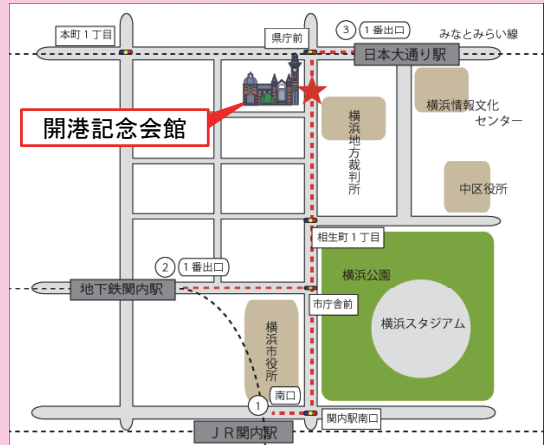 みなとみらい線
③ 1番出口
県庁前
本町1丁目
日本大通り駅
開港記念会館
横浜地方裁判所
横浜情報文化
センター
中区役所
相生町1丁目
② 1番出口
地下鉄関内駅
横浜公園
市庁舎前
横浜スタジアム
横浜市役所
南口
①
関内駅南口
JR関内駅